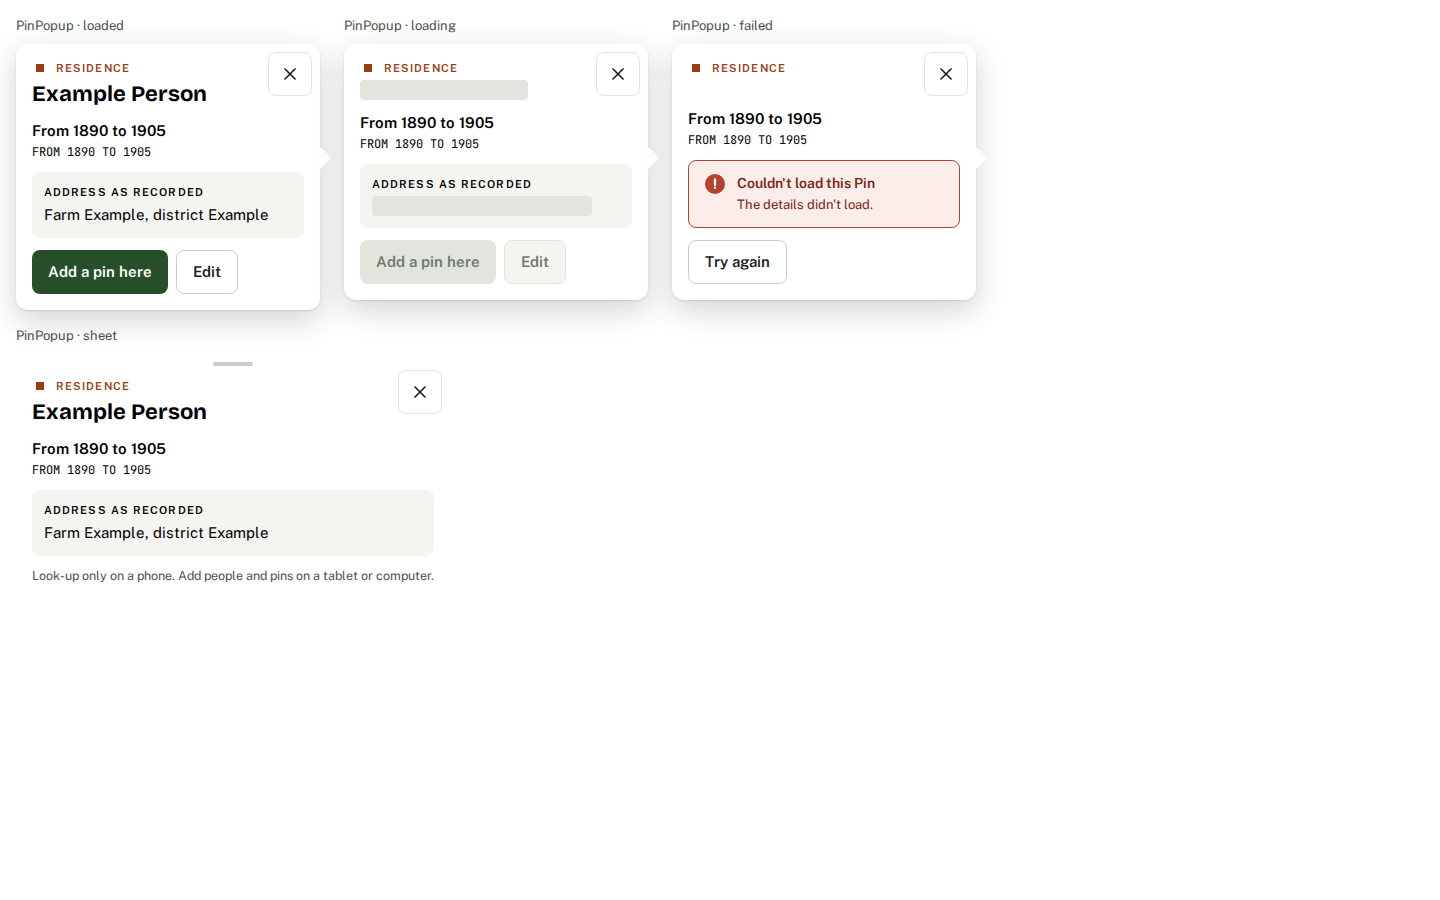 PinPopup · loaded
RESIDENCE
Example Person
From 1890 to 1905
FROM 1890 TO 1905
ADDRESS AS RECORDED
Farm Example, district Example
Add a pin here
Edit
PinPopup · loading
RESIDENCE
From 1890 to 1905
FROM 1890 TO 1905
ADDRESS AS RECORDED
Add a pin here
Edit
PinPopup · failed
RESIDENCE
From 1890 to 1905
FROM 1890 TO 1905
Couldn't load this Pin
The details didn't load.
Try again
PinPopup · sheet
RESIDENCE
Example Person
From 1890 to 1905
FROM 1890 TO 1905
ADDRESS AS RECORDED
Farm Example, district Example
Look-up only on a phone. Add people and pins on a tablet or computer.